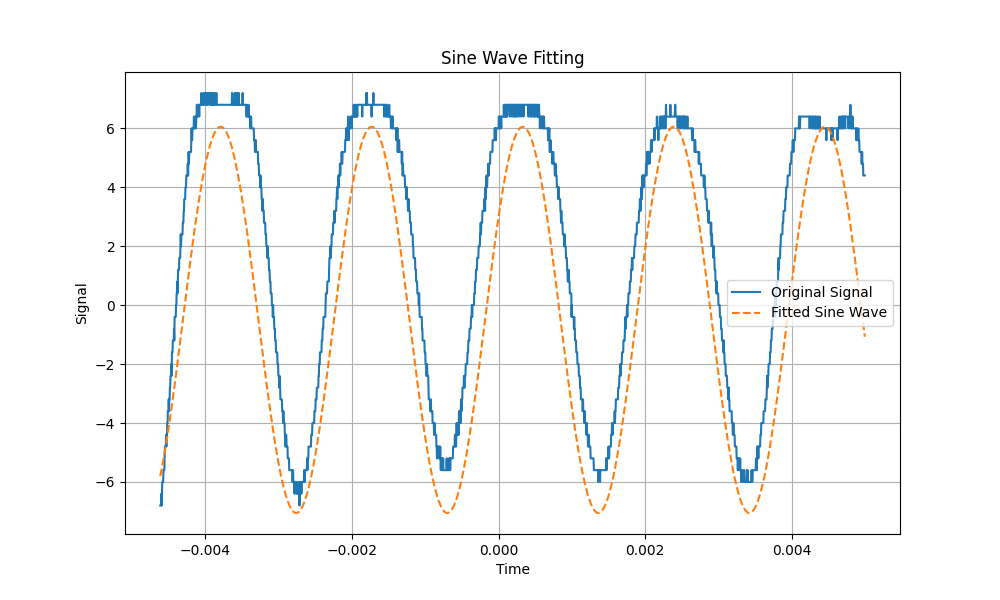 Sine Wave Fitting
Signal
6
4
2
0
−2
−4
−6
Original Signal
Fitted Sine Wave
−0.004
−0.002
0.000
0.002
0.004
Time